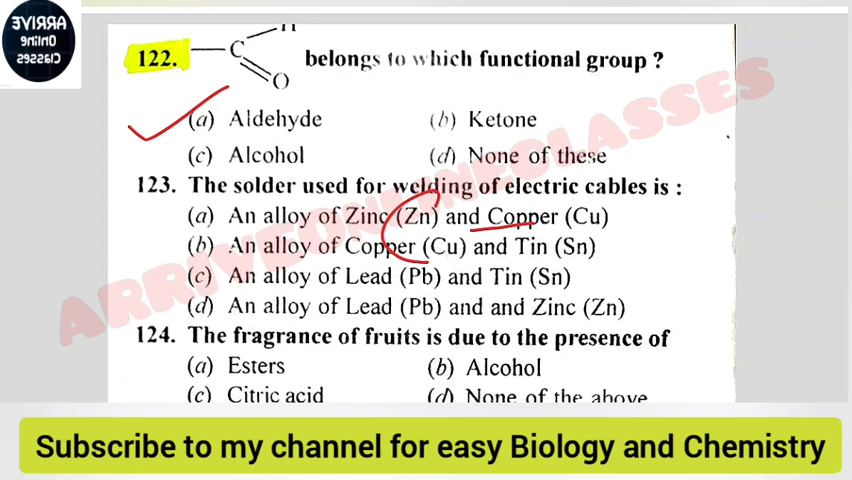 ARRIVE
Online
Classes
H
122. C belongs to which functional group ?
O
(a) Aldehyde (b) Ketone
(c) Alcohol (d) None of these
123. The solder used for welding of electric cables is :
(a) An alloy of Zinc (Zn) and Copper (Cu)
(b) An alloy of Copper (Cu) and Tin (Sn)
(c) An alloy of Lead (Pb) and Tin (Sn)
(d) An alloy of Lead (Pb) and and Zinc (Zn)
124. The fragrance of fruits is due to the presence of
(a) Esters (b) Alcohol
(c) Citric acid (d) None of the above
ARRIVE ONLINE CLASSES
Subscribe to my channel for easy Biology and Chemistry